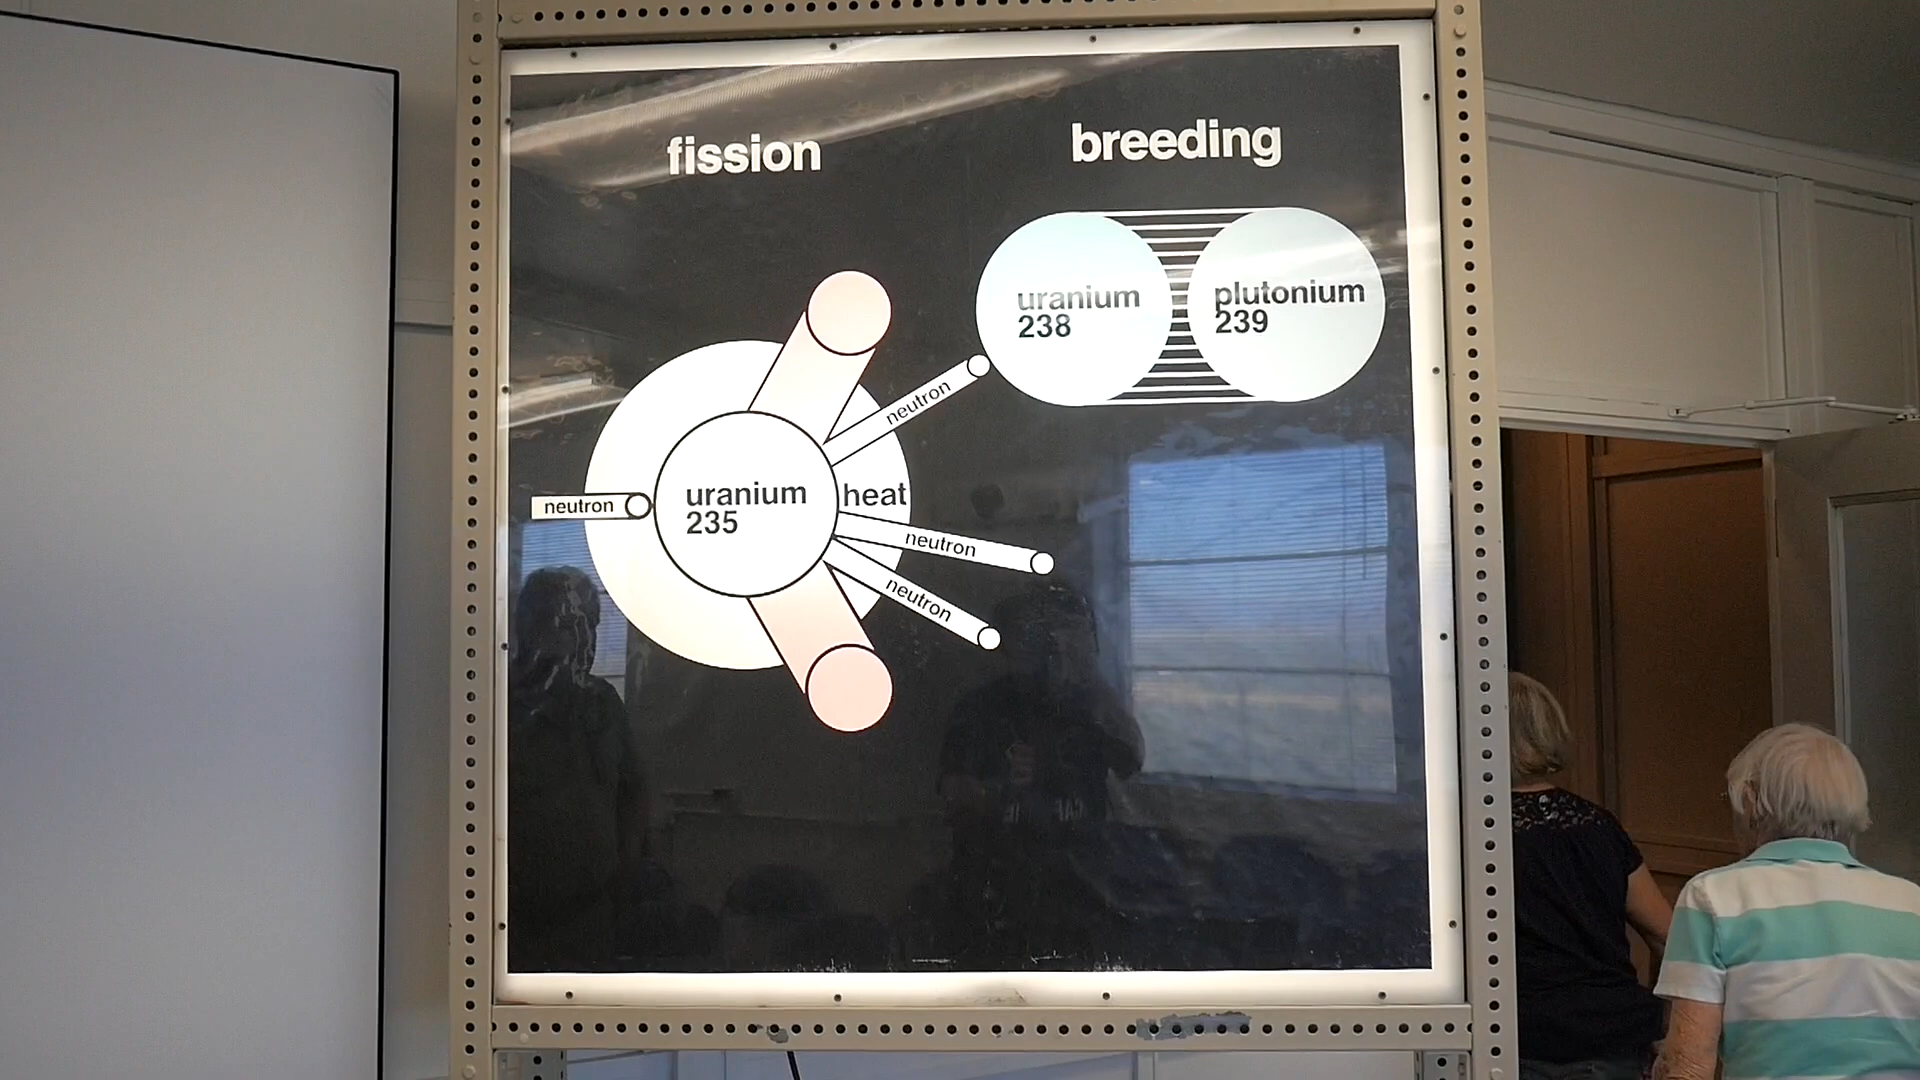 fission
breeding
uranium
238
plutonium
239
neutron
neutron
uranium
235
heat
neutron
neutron